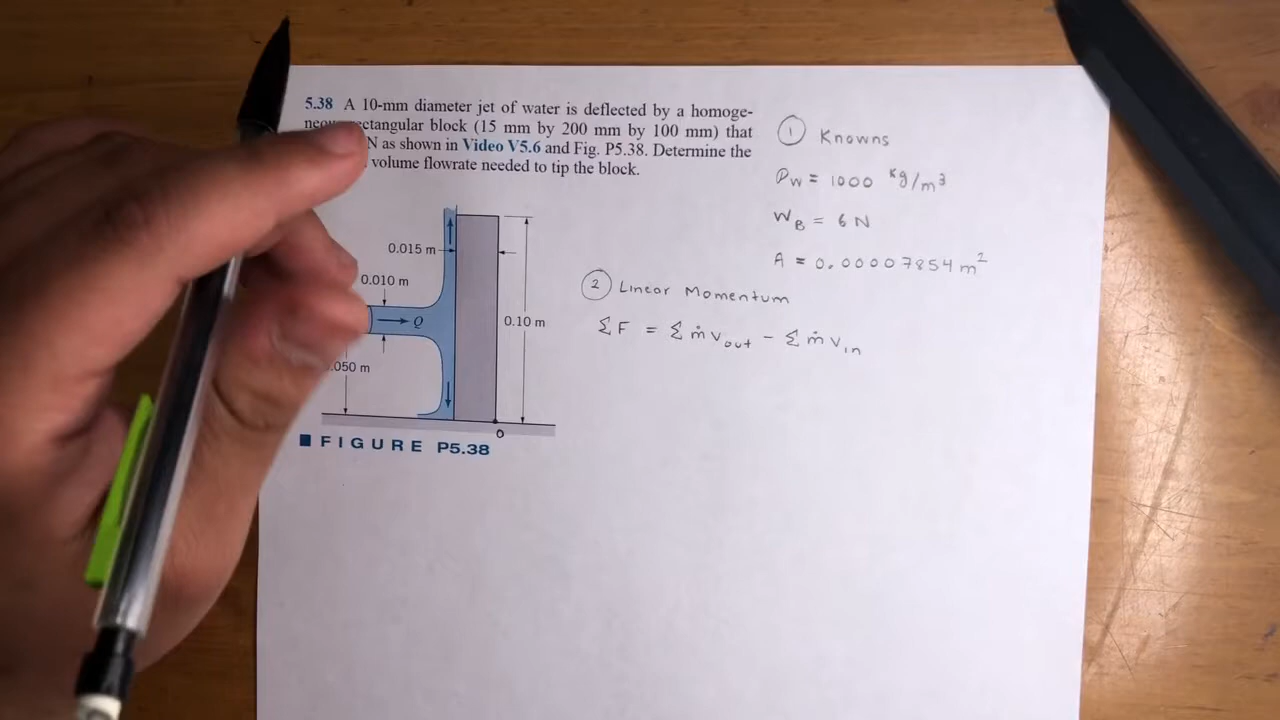 5.38 A 10-mm diameter jet of water is deflected by a homoge-
rectangular block (15 mm by 200 mm by 100 mm) that
N as shown in Video V5.6 and Fig. P5.38. Determine the
volume flowrate needed to tip the block.
0.015 m
0.010 m
Q
0.10 m
.050 m
O
FIGURE P5.38
1 Knowns
ρw = 1000 kg/m³
WB = 6 N
A = 0.00007854 m²
2 Linear Momentum
ΣF = Σṁv_out − Σṁv_in